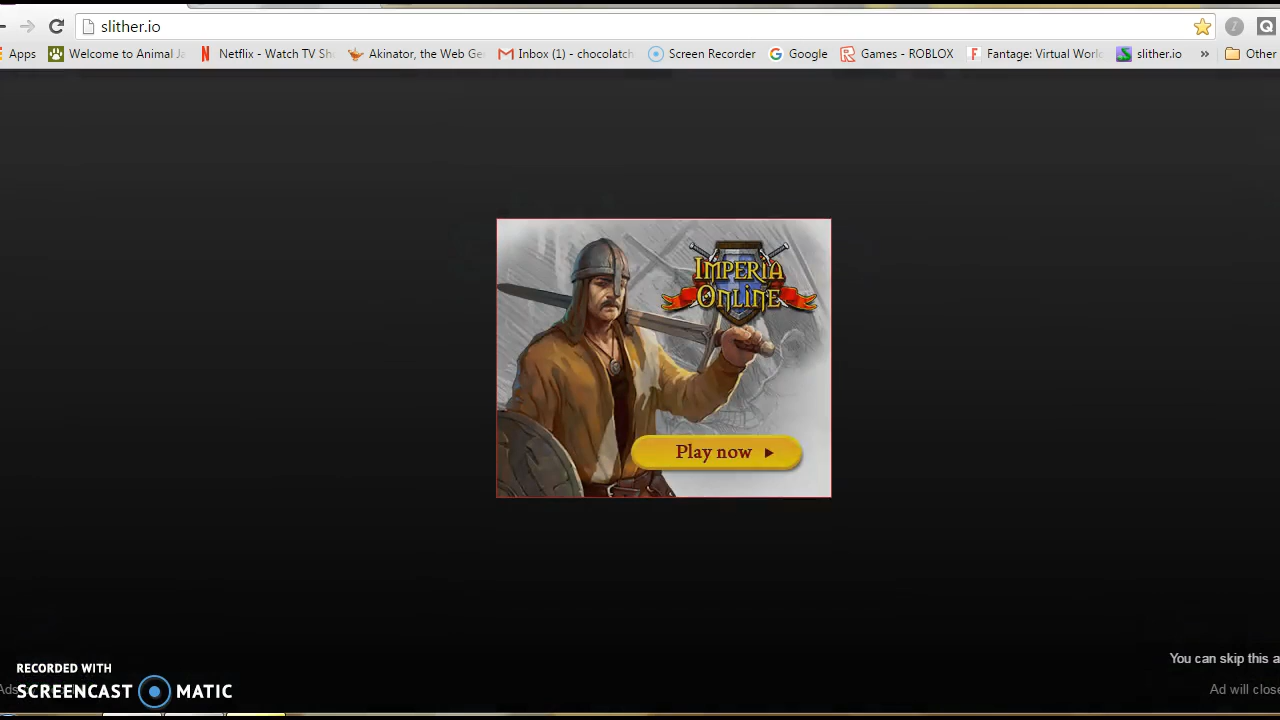 slither.io
Apps Welcome to Animal Ja Netflix - Watch TV Sh Akinator, the Web Ge Inbox (1) - chocolatch Screen Recorder Google Games - ROBLOX Fantage: Virtual Worl slither.io » Other
IMPERIA
ONLINE
Play now
You can skip this a
RECORDED WITH
Ads
SCREENCAST MATIC
Ad will close